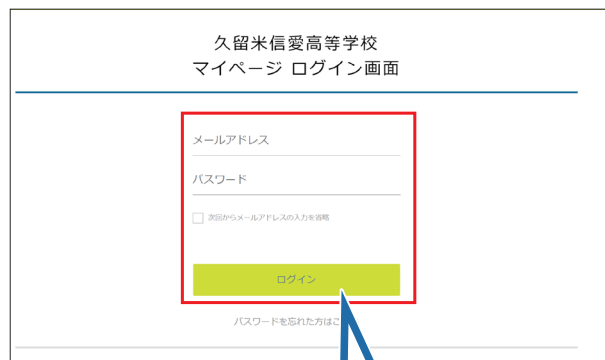 久留米信愛高等学校
マイページ ログイン画面
メールアドレス
パスワード
次回からメールアドレスの入力を省略
ログイン
パスワードを忘れた方はこ